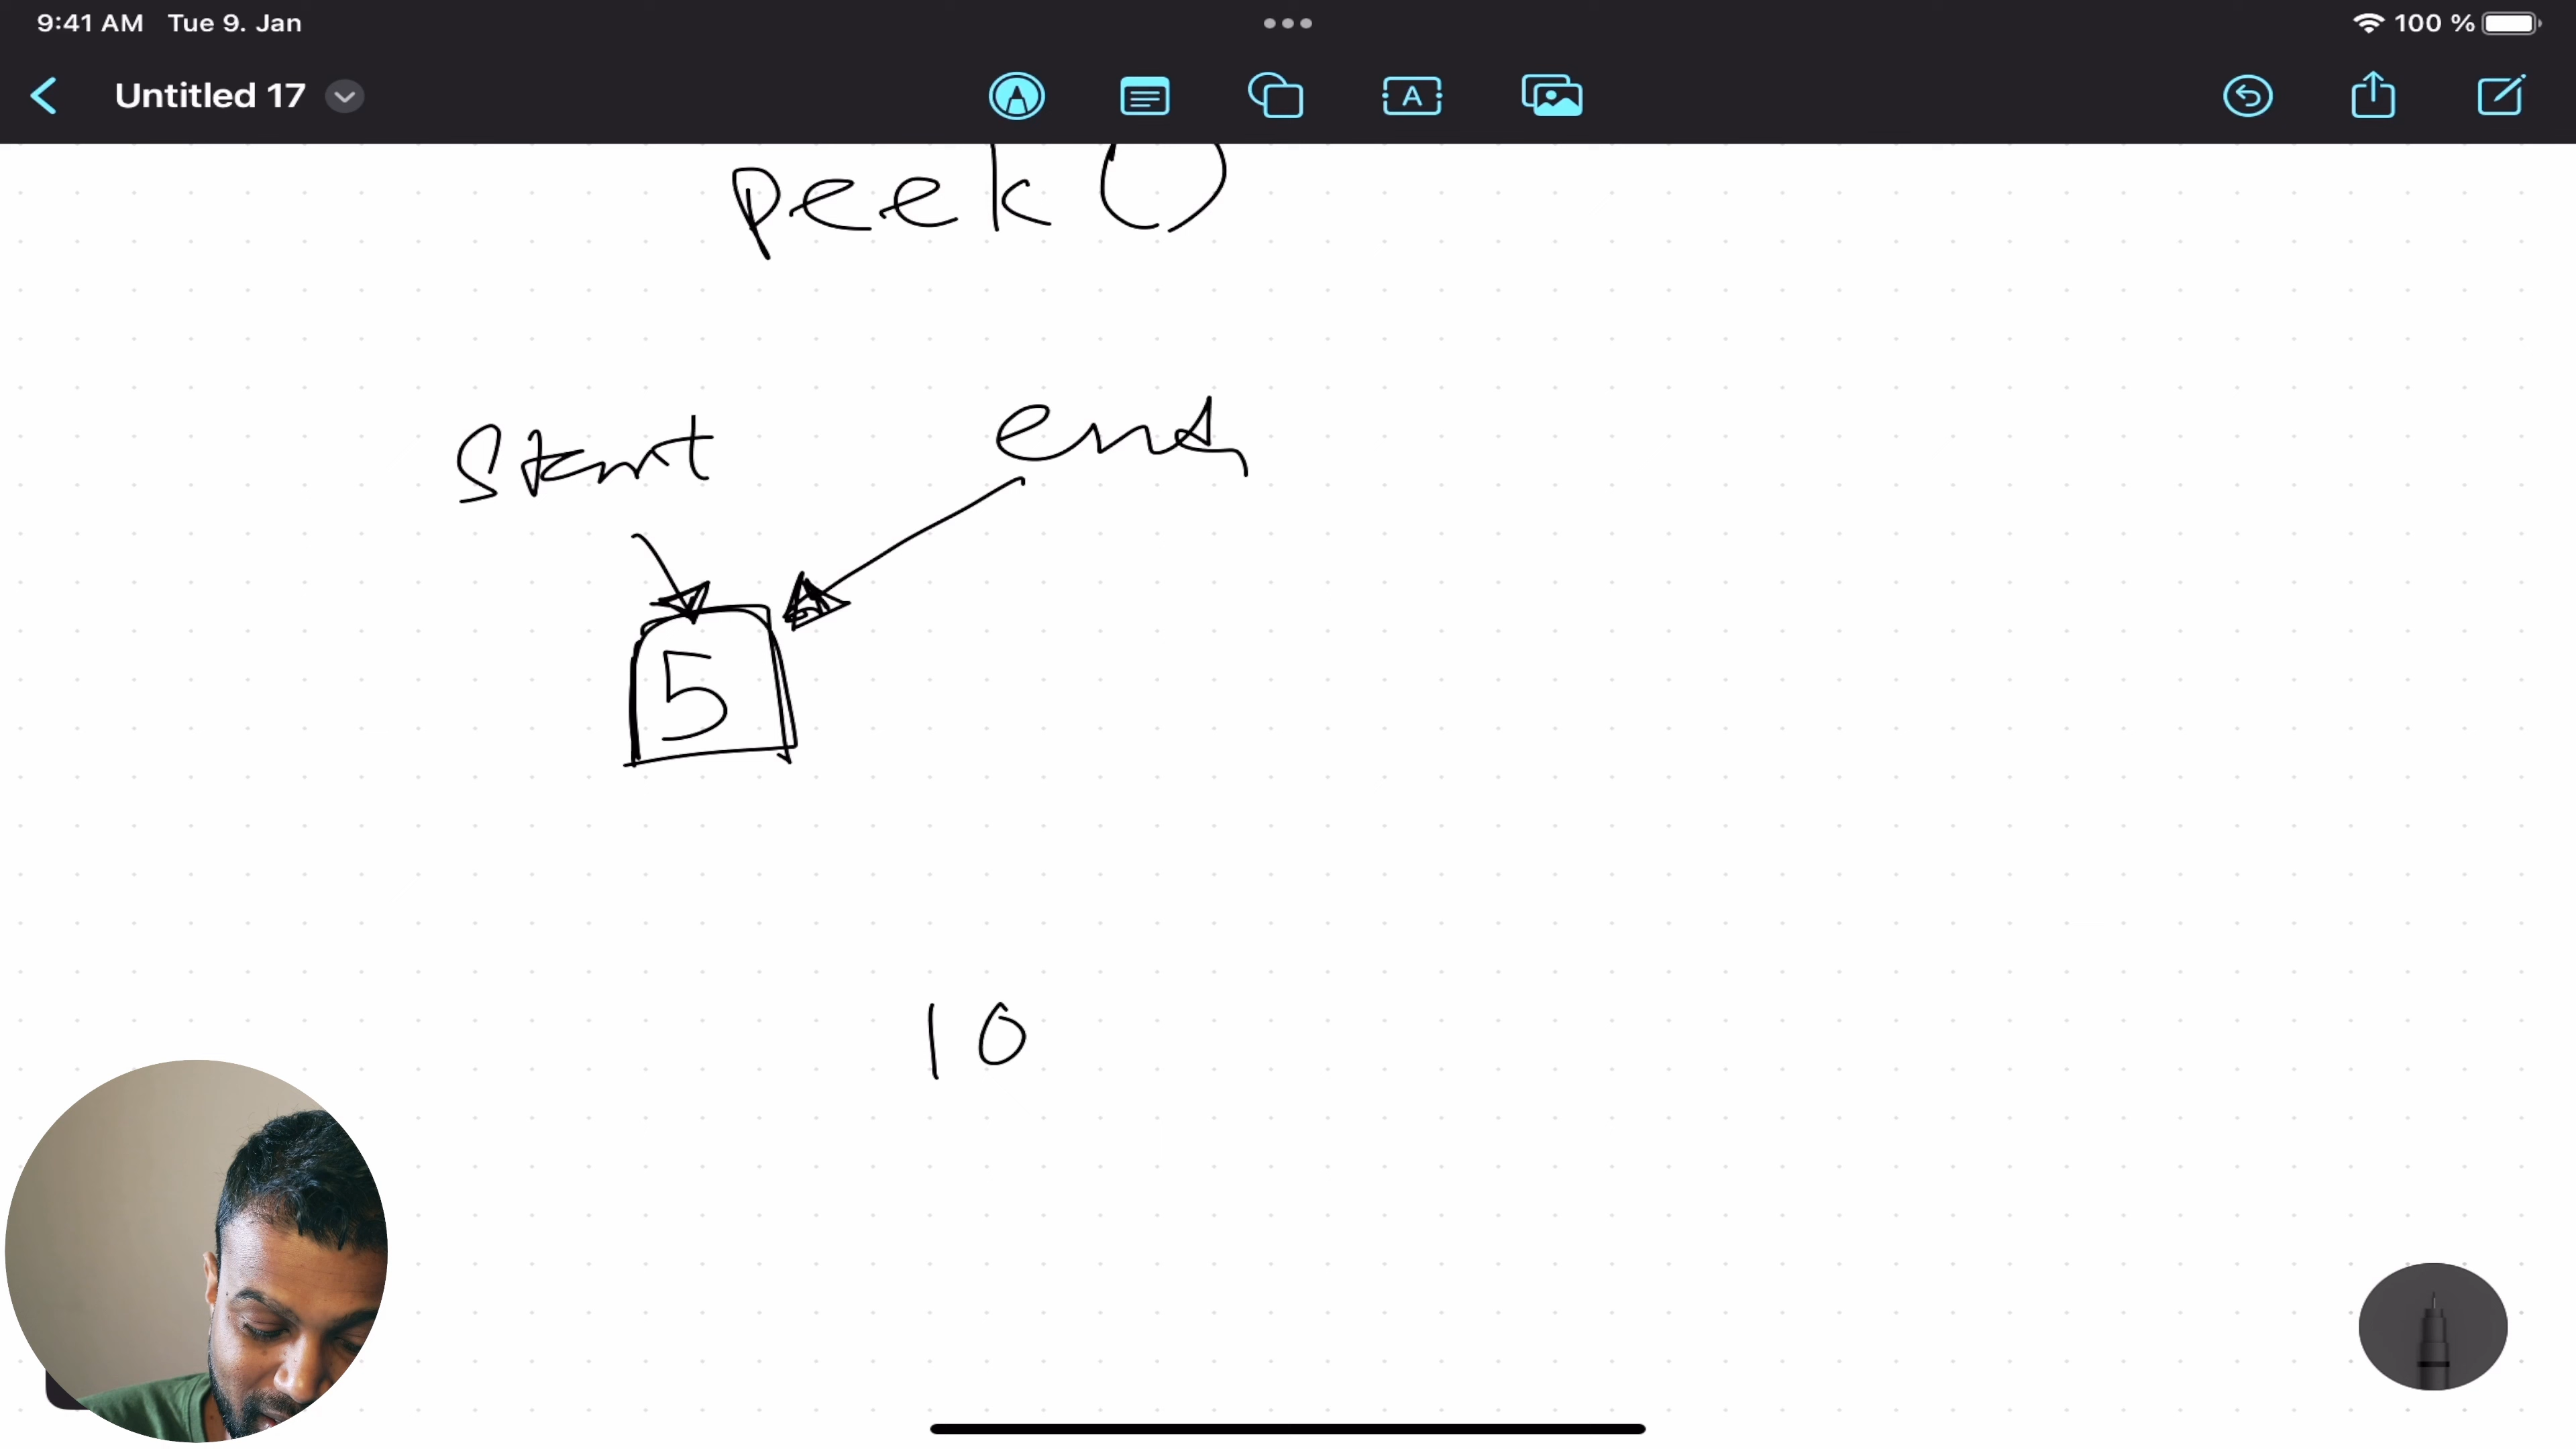 9:41 AM Tue 9. Jan
100 %
Untitled 17
A
peek()
start
end
5
10